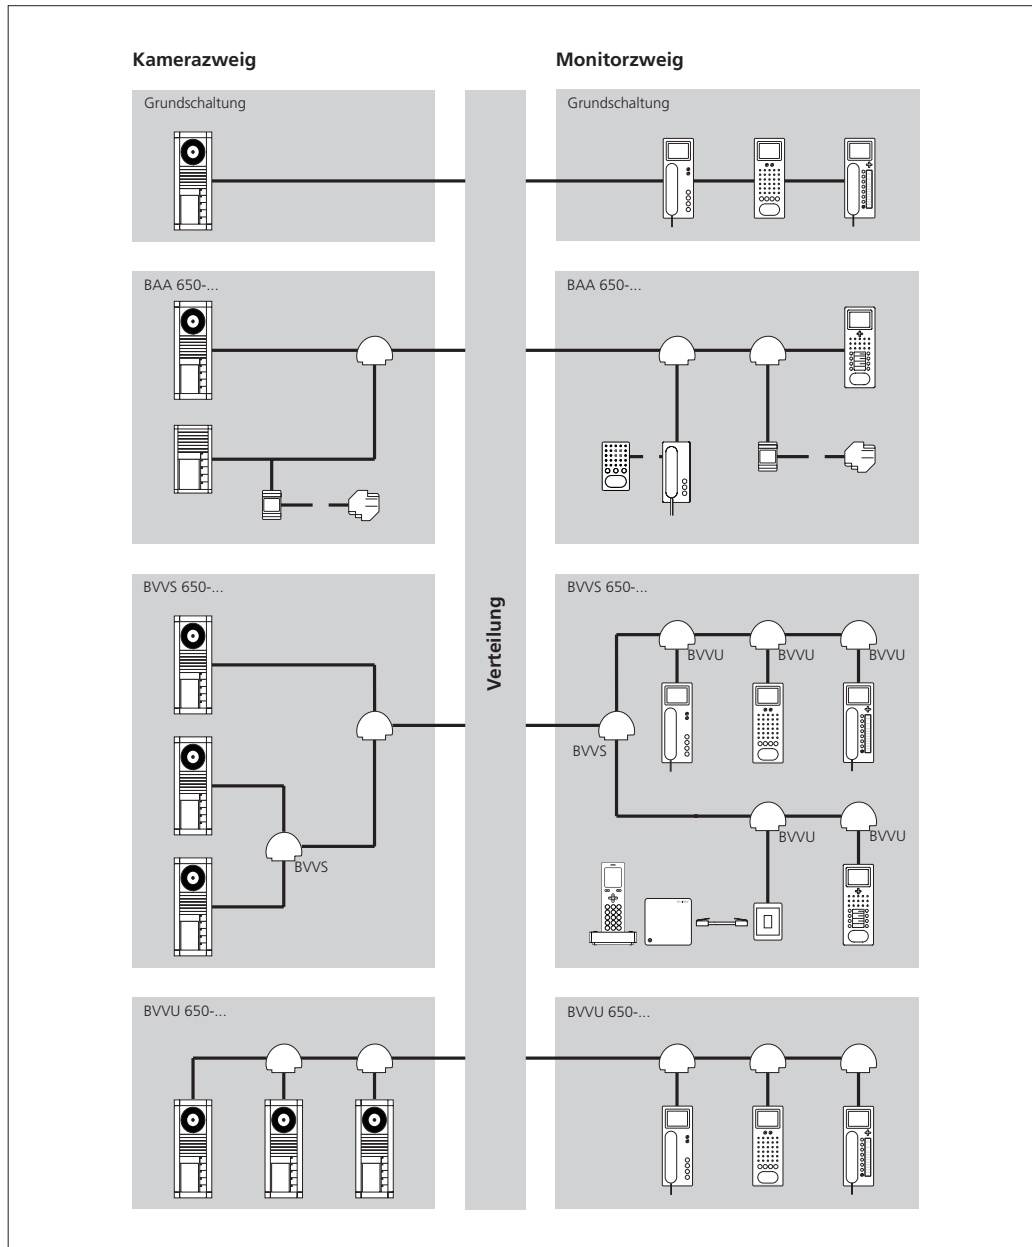 Kamerazweig
Monitorzweig
Grundschaltung
Grundschaltung
BAA 650-...
BAA 650-...
Verteilung
BVVS 650-...
BVVS
BVVS 650-...
BVVU
BVVU
BVVU
BVVS
BVVU
BVVU
BVVU 650-...
BVVU 650-...